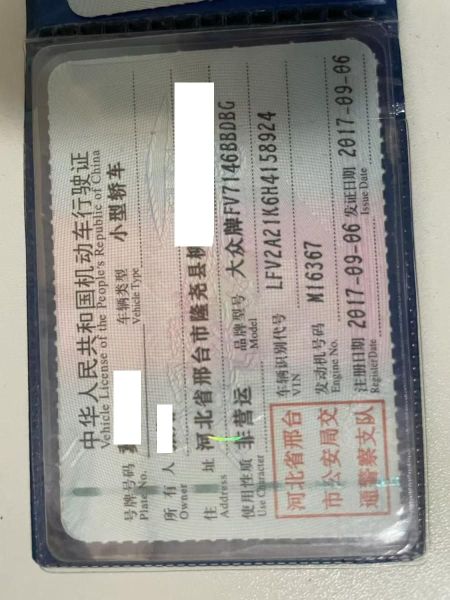 中华人民共和国机动车行驶证
Vehicle License of the People's Republic of China
号牌号码
Plate No.
车辆类型 小型轿车
Vehicle Type
所有人
Owner
住址 河北省邢台市隆尧县
Address
使用性质 非营运
Use Character
品牌型号 大众牌FV7146BBDBG
Model
车辆识别代号 LFV2A21K6H4158924
VIN
发动机号码 M16367
Engine No.
注册日期 2017-09-06 发证日期 2017-09-06
Register Date Issue Date
河北省邢台
市公安局交
通警察支队